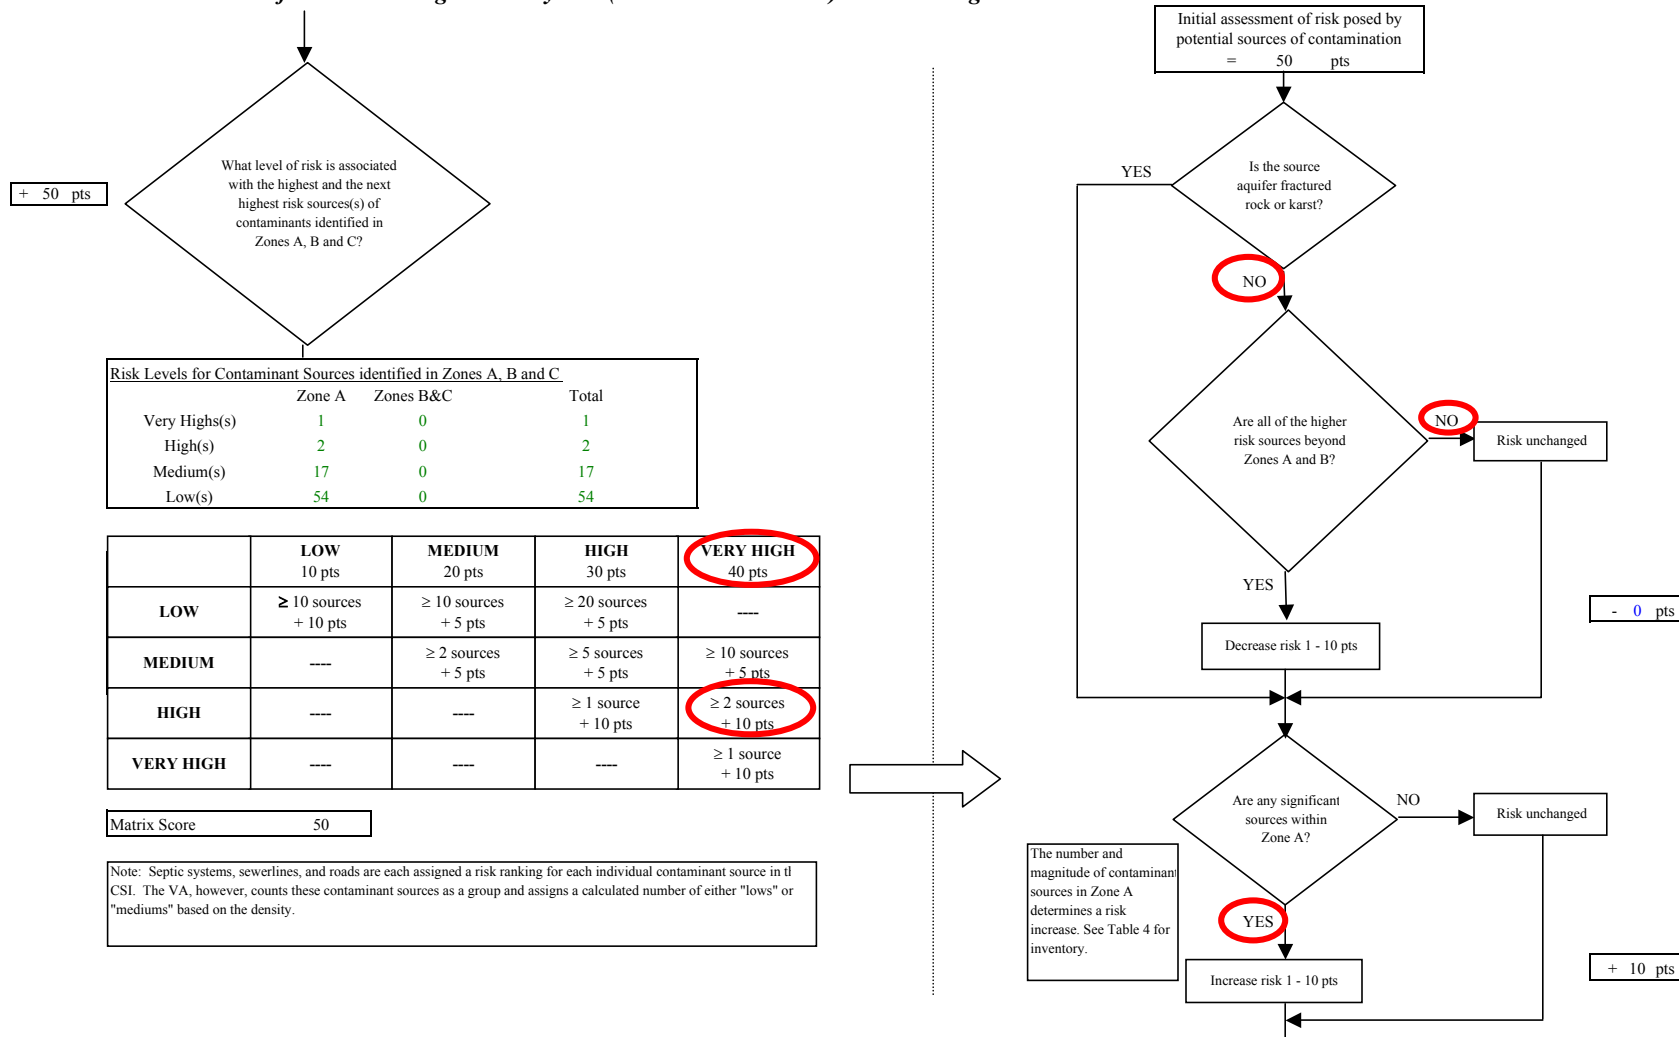 + 50 pts
What level of risk is associated
with the highest and the next
highest risk sources(s) of
contaminants identified in
Zones A, B and C?
Risk Levels for Contaminant Sources identified in Zones A, B and C
Zone A Zones B&C Total
Very Highs(s) 1 0 1
High(s) 2 0 2
Medium(s) 17 0 17
Low(s) 54 0 54
LOW MEDIUM HIGH VERY HIGH
10 pts 20 pts 30 pts 40 pts
LOW ≥ 10 sources ≥ 10 sources ≥ 20 sources ----
+ 10 pts + 5 pts + 5 pts
MEDIUM ---- ≥ 2 sources ≥ 5 sources ≥ 10 sources
+ 5 pts + 5 pts + 5 pts
HIGH ---- ---- ≥ 1 source ≥ 2 sources
+ 10 pts + 10 pts
VERY HIGH ---- ---- ---- ≥ 1 source
+ 10 pts
Matrix Score 50
Note: Septic systems, sewerlines, and roads are each assigned a risk ranking for each individual contaminant source in tl
CSI. The VA, however, counts these contaminant sources as a group and assigns a calculated number of either "lows" or
"mediums" based on the density.
Initial assessment of risk posed by
potential sources of contamination
= 50 pts
Is the source
aquifer fractured
rock or karst?
YES
NO
Are all of the higher
risk sources beyond
Zones A and B?
NO
Risk unchanged
YES
Decrease risk 1 - 10 pts
- 0 pts
Are any significant
sources within
Zone A?
NO
Risk unchanged
The number and
magnitude of contaminant
sources in Zone A
determines a risk
increase. See Table 4 for
inventory.
YES
Increase risk 1 - 10 pts
+ 10 pts